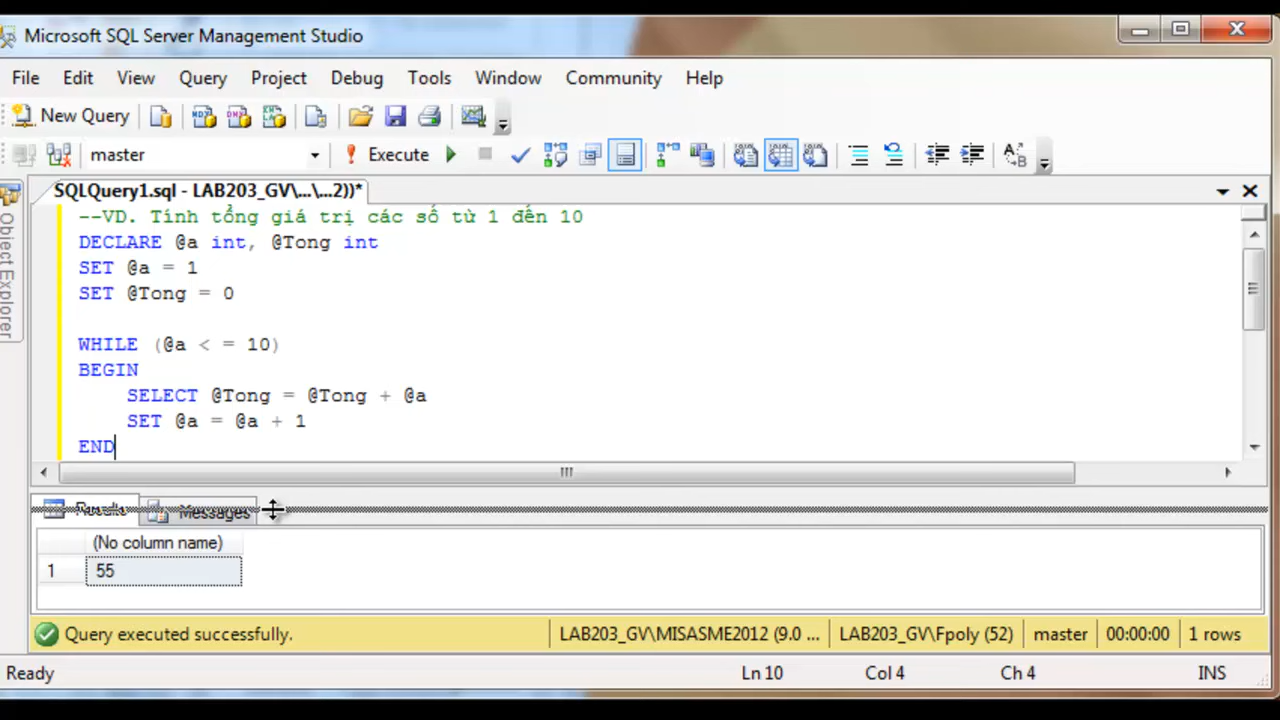 Microsoft SQL Server Management Studio
File Edit View Query Project Debug Tools Window Community Help
New Query
master Execute
SQLQuery1.sql - LAB203_GV\...\...2))*
Object Explorer
--VD. Tính tổng giá trị các số từ 1 đến 10
DECLARE @a int, @Tong int
SET @a = 1
SET @Tong = 0
WHILE (@a < = 10)
BEGIN
SELECT @Tong = @Tong + @a
SET @a = @a + 1
END
Results Messages
(No column name)
1 55
Query executed successfully. LAB203_GV\MISASME2012 (9.0 ... LAB203_GV\Fpoly (52) master 00:00:00 1 rows
Ready Ln 10 Col 4 Ch 4 INS